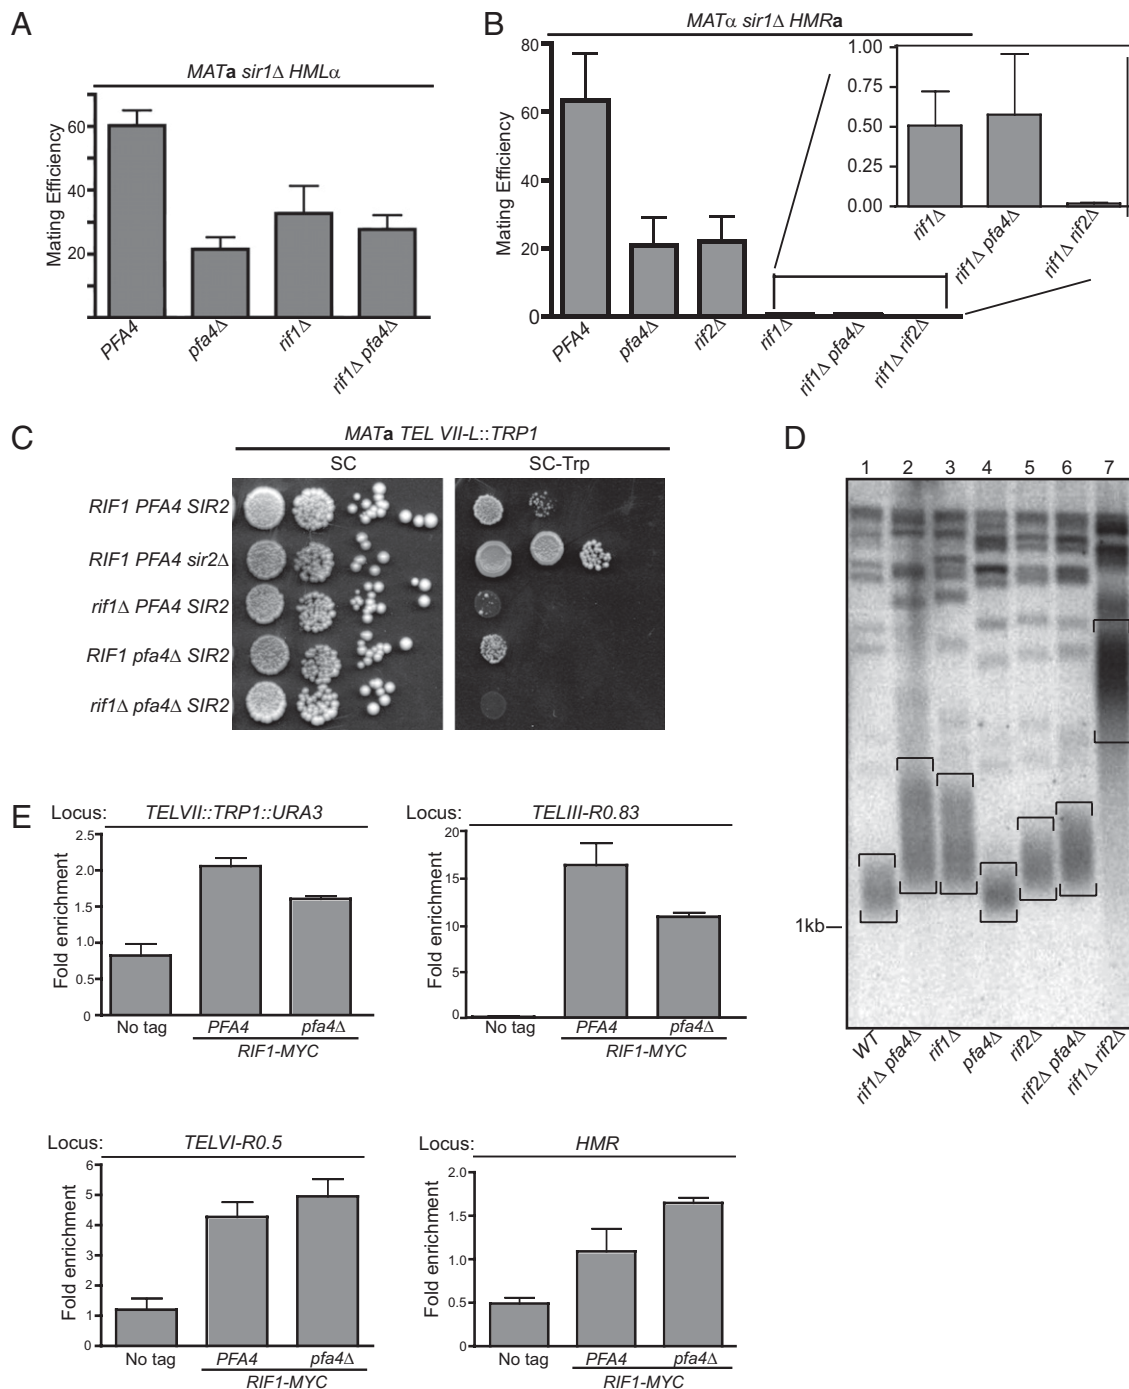 A
MATa sir1Δ HMLα
Mating Efficiency
60
40
20
PFA4
pfa4Δ
rif1Δ
rif1Δ pfa4Δ
B
MATα sir1Δ HMRa
Mating Efficiency
80
60
40
20
0
PFA4
pfa4Δ
rif2Δ
rif1Δ
rif1Δ pfa4Δ
rif1Δ rif2Δ
1.00
0.75
0.50
0.25
0.00
rif1Δ
rif1Δ pfa4Δ
rif1Δ rif2Δ
C
MATa TEL VII-L::TRP1
SC
SC-Trp
RIF1 PFA4 SIR2
RIF1 PFA4 sir2Δ
rif1Δ PFA4 SIR2
RIF1 pfa4Δ SIR2
rif1Δ pfa4Δ SIR2
D
1 2 3 4 5 6 7
1kb
WT
rif1Δ pfa4Δ
rif1Δ
pfa4Δ
rif2Δ
rif2Δ pfa4Δ
rif1Δ rif2Δ
E
Locus: TELVII::TRP1::URA3
Fold enrichment
2.5
2.0
1.5
1.0
0.5
0
No tag PFA4 pfa4Δ
RIF1-MYC
Locus: TELIII-R0.83
Fold enrichment
20
15
10
5
0
No tag PFA4 pfa4Δ
RIF1-MYC
Locus: TELVI-R0.5
Fold enrichment
6
5
4
3
2
1
0
No tag PFA4 pfa4Δ
RIF1-MYC
Locus: HMR
Fold enrichment
2.0
1.5
1.0
0.5
0
No tag PFA4 pfa4Δ
RIF1-MYC